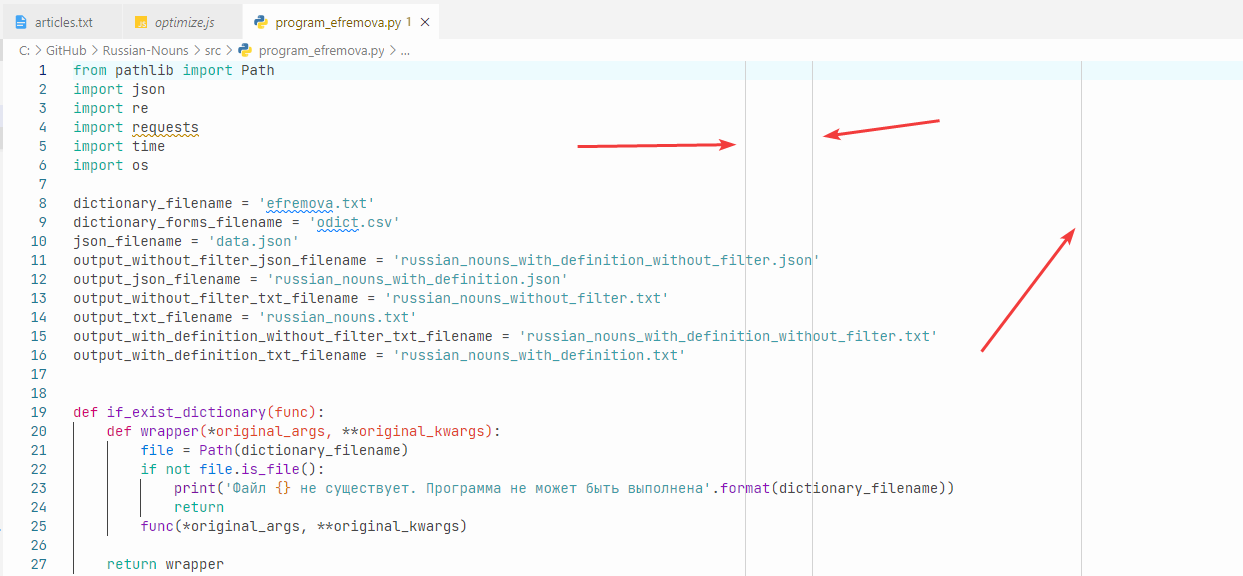 articles.txt optimize.js program_efremova.py 1
C: > GitHub > Russian-Nouns > src > program_efremova.py > ...
1 from pathlib import Path
2 import json
3 import re
4 import requests
5 import time
6 import os
7
8 dictionary_filename = 'efremova.txt'
9 dictionary_forms_filename = 'odict.csv'
10 json_filename = 'data.json'
11 output_without_filter_json_filename = 'russian_nouns_with_definition_without_filter.json'
12 output_json_filename = 'russian_nouns_with_definition.json'
13 output_without_filter_txt_filename = 'russian_nouns_without_filter.txt'
14 output_txt_filename = 'russian_nouns.txt'
15 output_with_definition_without_filter_txt_filename = 'russian_nouns_with_definition_without_filter.txt'
16 output_with_definition_txt_filename = 'russian_nouns_with_definition.txt'
17
18
19 def if_exist_dictionary(func):
20     def wrapper(*original_args, **original_kwargs):
21         file = Path(dictionary_filename)
22         if not file.is_file():
23             print('Файл {} не существует. Программа не может быть выполнена'.format(dictionary_filename))
24             return
25         func(*original_args, **original_kwargs)
26
27     return wrapper